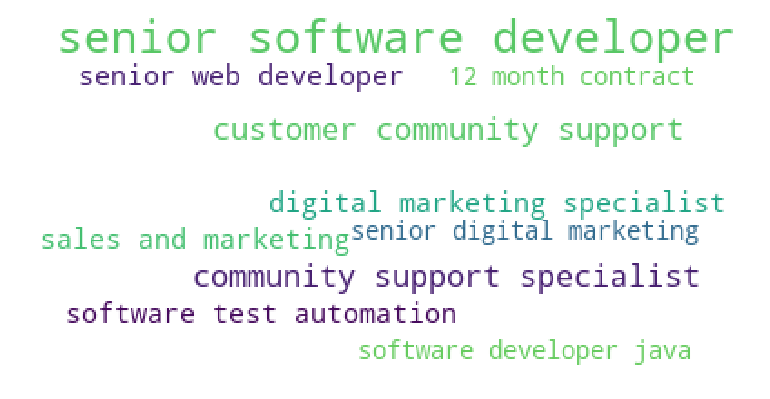 senior software developer
senior web developer
12 month contract
customer community support
digital marketing specialist
senior digital marketing
sales and marketing
community support specialist
software test automation
software developer java